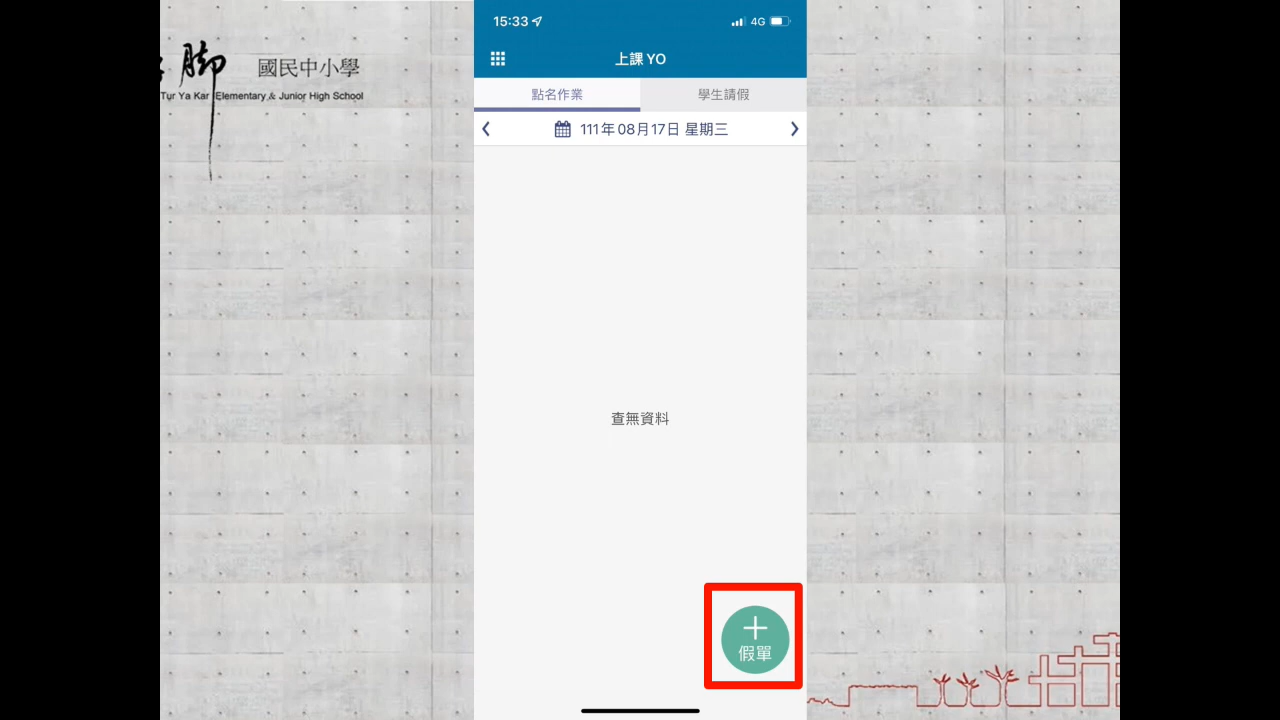 脚
國民中小學
Tur Ya Kar Elementary & Junior High School
15:33
4G
上課 YO
點名作業
學生請假
111年08月17日 星期三
查無資料
假單